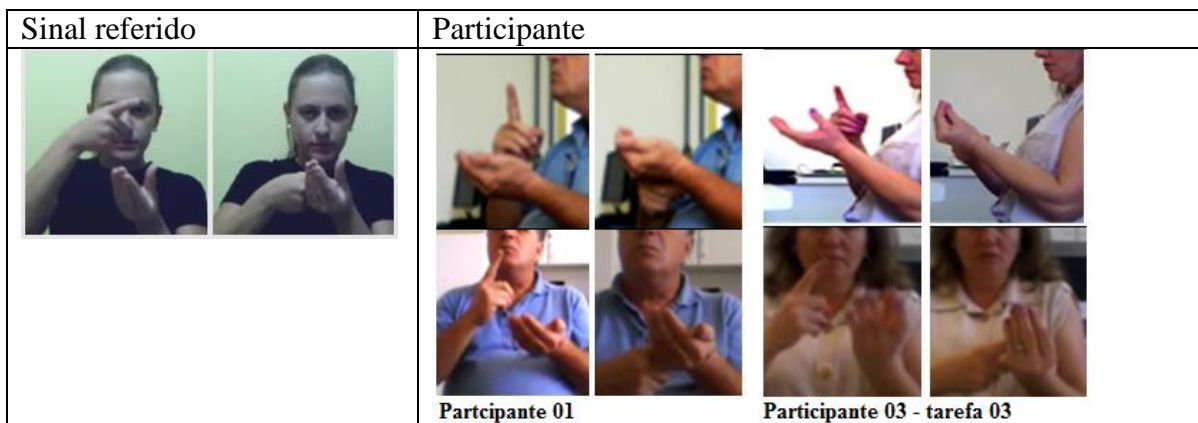 Sinal referido
Participante
Partcipante 01
Participante 03 - tarefa 03